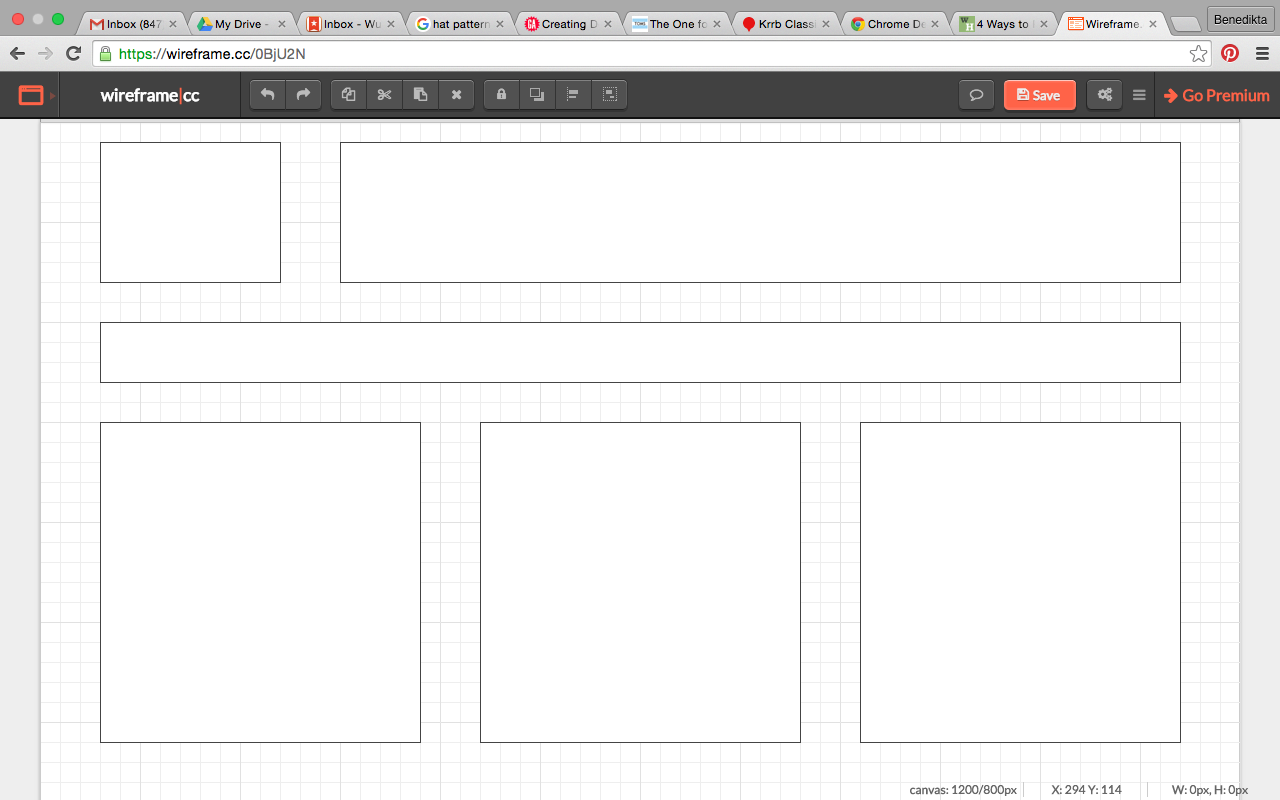 Inbox (847
My Drive -
Inbox - Wu
hat pattern
Creating D
The One fo
Krrb Classi
Chrome De
4 Ways to
Wireframe.
Benedikta
https://wireframe.cc/0BjU2N
wireframe|cc
Save
Go Premium
canvas: 1200/800px
X: 294 Y: 114
W: 0px, H: 0px